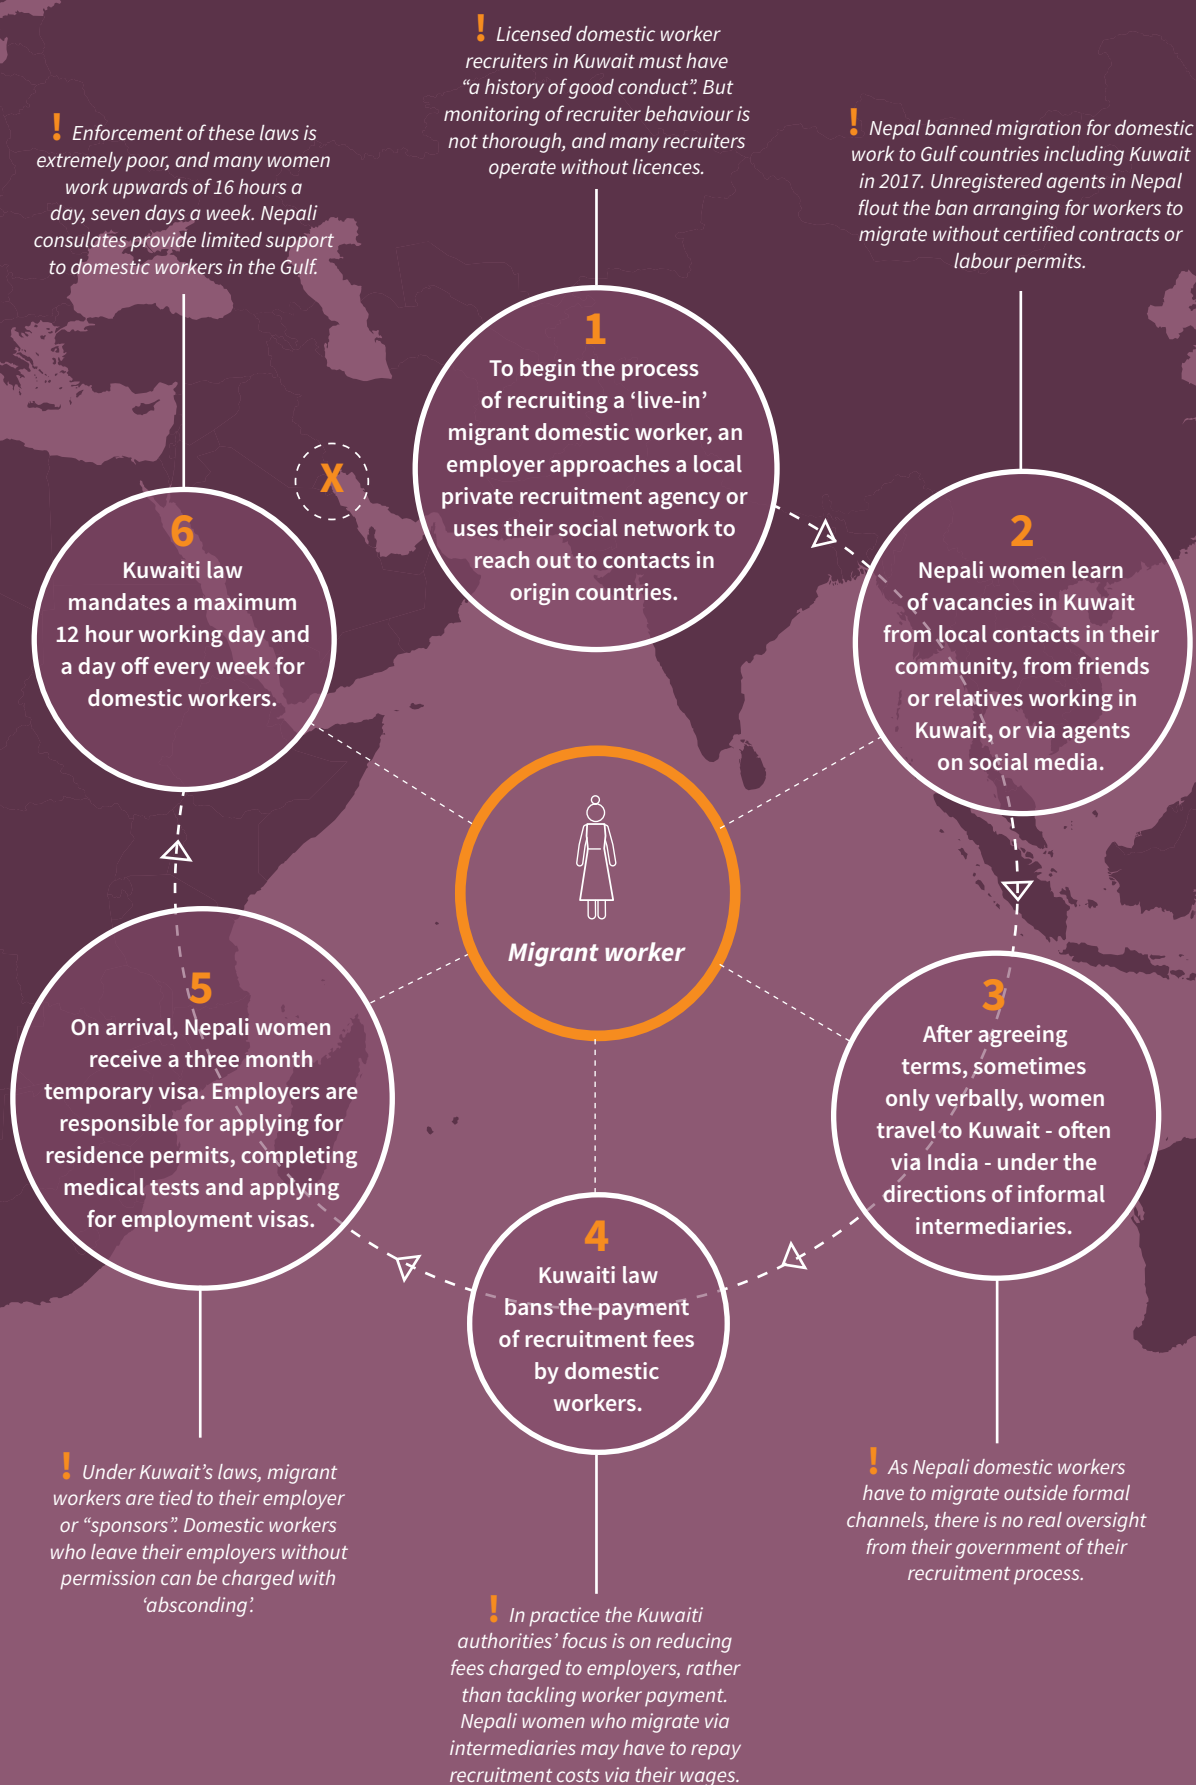 ! Licensed domestic worker
recruiters in Kuwait must have
“a history of good conduct”. But
monitoring of recruiter behaviour is
not thorough, and many recruiters
operate without licences.
! Enforcement of these laws is
extremely poor, and many women
work upwards of 16 hours a
day, seven days a week. Nepali
consulates provide limited support
to domestic workers in the Gulf.
! Nepal banned migration for domestic
work to Gulf countries including Kuwait
in 2017. Unregistered agents in Nepal
flout the ban arranging for workers to
migrate without certified contracts or
labour permits.
1
To begin the process
of recruiting a ‘live-in’
migrant domestic worker, an
employer approaches a local
private recruitment agency or
uses their social network to
reach out to contacts in
origin countries.
X
6
Kuwaiti law
mandates a maximum
12 hour working day and
a day off every week for
domestic workers.
2
Nepali women learn
of vacancies in Kuwait
from local contacts in their
community, from friends
or relatives working in
Kuwait, or via agents
on social media.
Migrant worker
5
On arrival, Nepali women
receive a three month
temporary visa. Employers are
responsible for applying for
residence permits, completing
medical tests and applying
for employment visas.
3
After agreeing
terms, sometimes
only verbally, women
travel to Kuwait - often
via India - under the
directions of informal
intermediaries.
4
Kuwaiti law
bans the payment
of recruitment fees
by domestic
workers.
! Under Kuwait’s laws, migrant
workers are tied to their employer
or “sponsors”. Domestic workers
who leave their employers without
permission can be charged with
‘absconding’.
! As Nepali domestic workers
have to migrate outside formal
channels, there is no real oversight
from their government of their
recruitment process.
! In practice the Kuwaiti
authorities’ focus is on reducing
fees charged to employers, rather
than tackling worker payment.
Nepali women who migrate via
intermediaries may have to repay
recruitment costs via their wages.